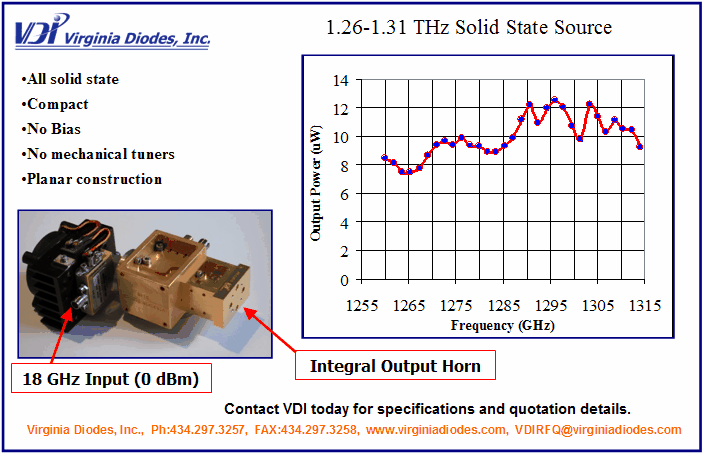 VDI Virginia Diodes, Inc.
1.26-1.31 THz Solid State Source
•All solid state
•Compact
•No Bias
•No mechanical tuners
•Planar construction
Output Power (uW)
14
12
10
8
6
4
2
0
1255 1265 1275 1285 1295 1305 1315
Frequency (GHz)
18 GHz Input (0 dBm)
Integral Output Horn
Contact VDI today for specifications and quotation details.
Virginia Diodes, Inc., Ph:434.297.3257, FAX:434.297.3258, www.virginiadiodes.com, VDIRFQ@virginiadiodes.com